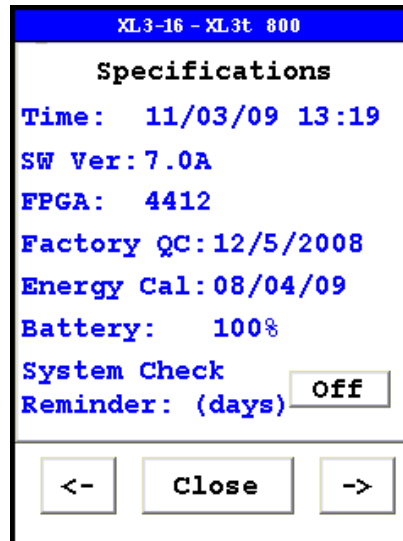 XL3-16 - XL3t 800
Specifications
Time: 11/03/09 13:19
SW Ver: 7.0A
FPGA: 4412
Factory QC: 12/5/2008
Energy Cal: 08/04/09
Battery: 100%
System Check
Reminder: (days) Off
<- Close ->